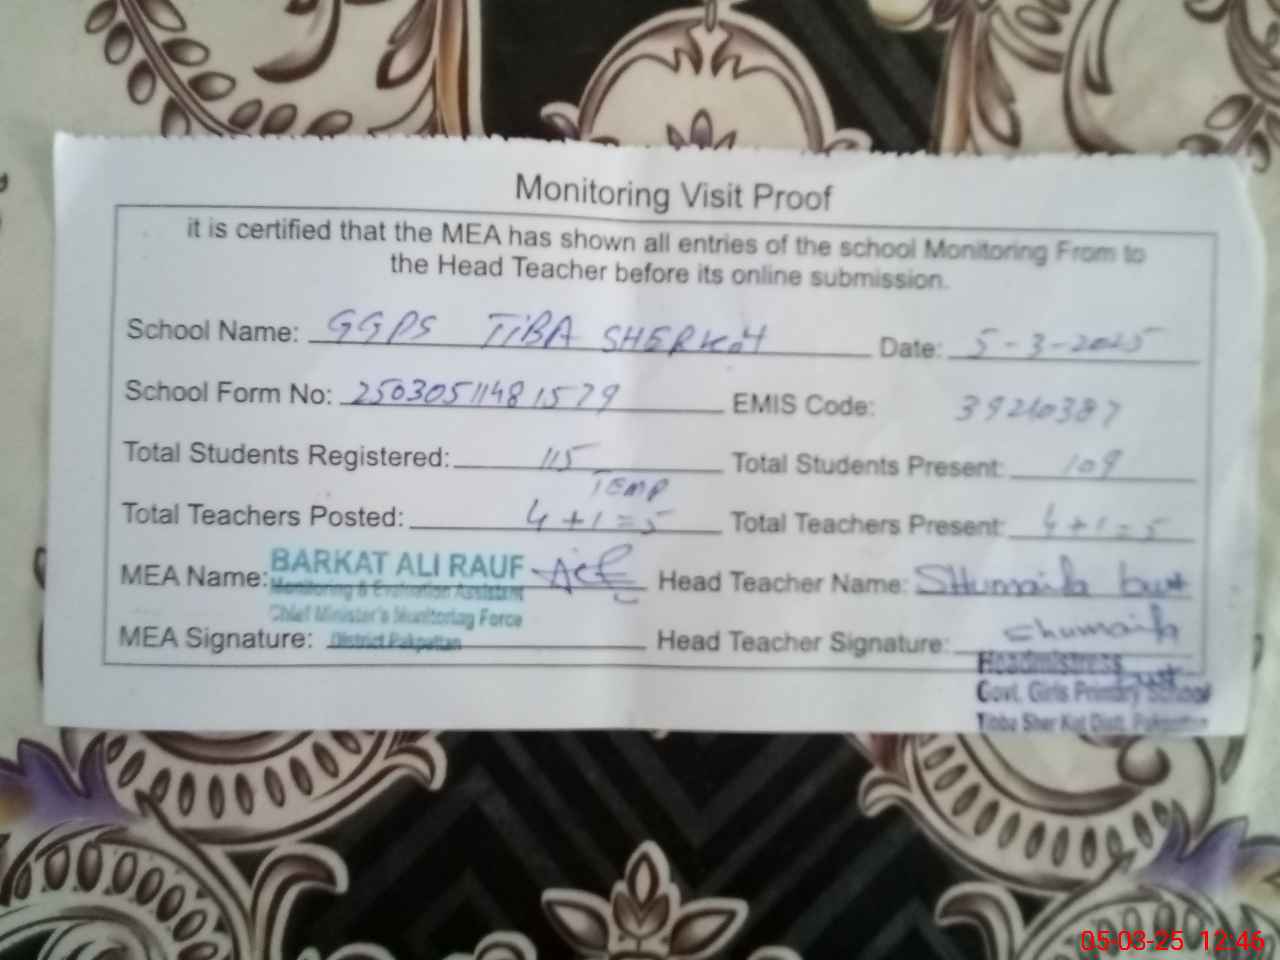 Monitoring Visit Proof
it is certified that the MEA has shown all entries of the school Monitoring From to
the Head Teacher before its online submission.
School Name: GGPS TiBA SHERKOT Date: 5-3-2025
School Form No: 2503051148 1579 EMIS Code: 39210387
Total Students Registered: 115 Total Students Present: 109
TEMP
Total Teachers Posted: 4+1=5 Total Teachers Present: 4+1=5
MEA Name: BARKAT ALI RAUF Head Teacher Name: SHumaila butt
Monitoring & Evaluation Assistant
Chief Minister's Monitoring Force
MEA Signature: District Pakpattan Head Teacher Signature: Shumaila
butt
Headmistress
Govt. Girls Primary School
Tibba Sher Kot Distt. Pakpattan
05-03-25 12:46